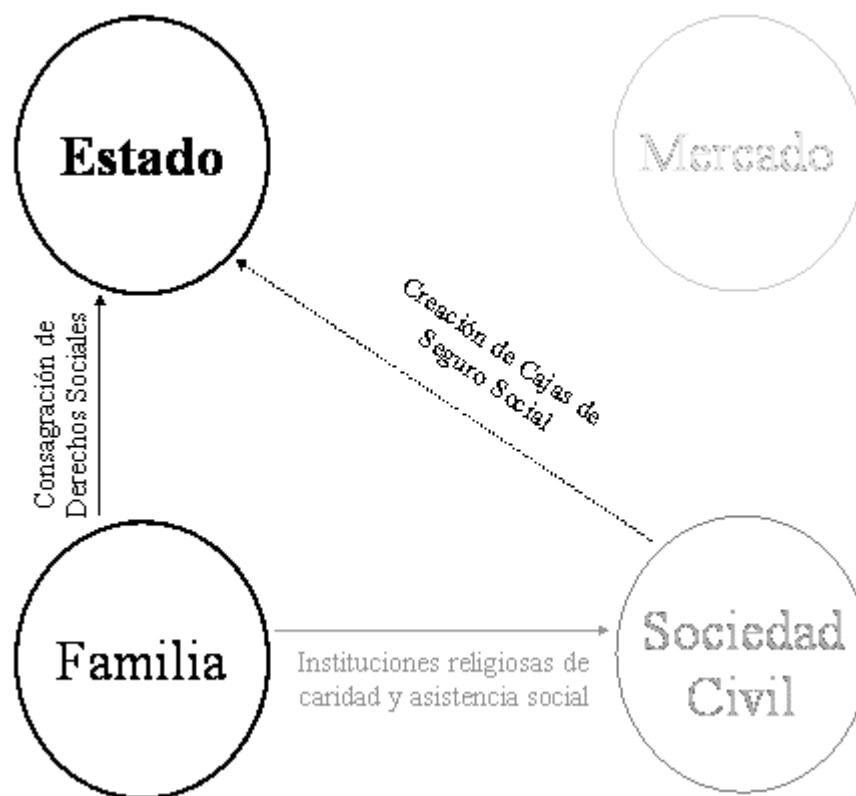 Estado
Mercado
Creación de Cajas de
Seguro Social
Consagración de
Derechos Sociales
Familia
Sociedad
Civil
Instituciones religiosas de
caridad y asistencia social